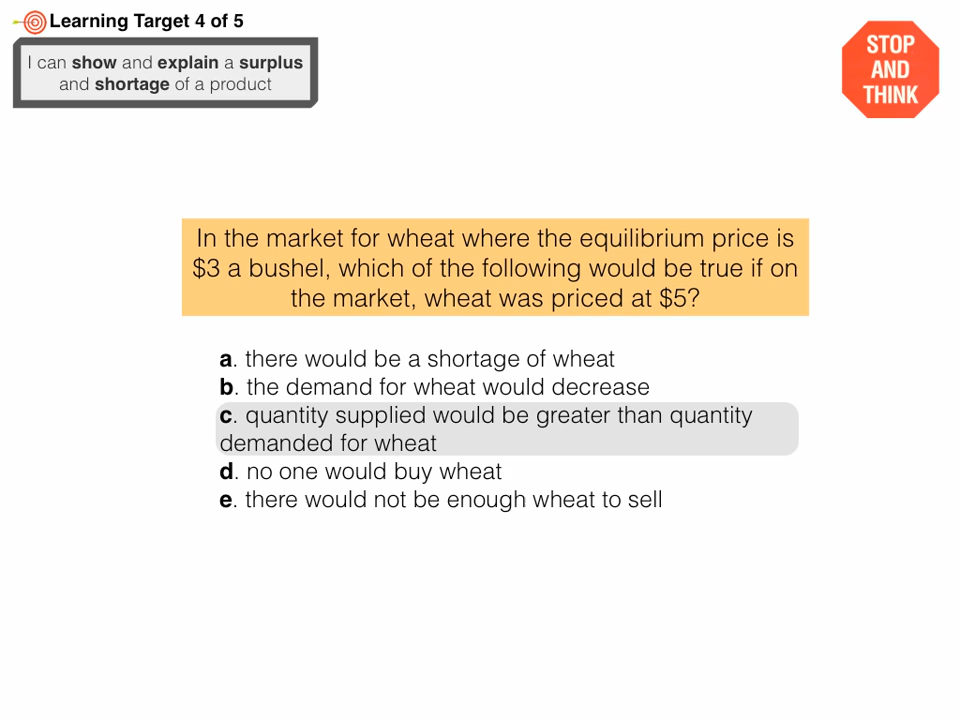 Learning Target 4 of 5
I can show and explain a surplus
and shortage of a product
STOP
AND
THINK
In the market for wheat where the equilibrium price is
$3 a bushel, which of the following would be true if on
the market, wheat was priced at $5?
a. there would be a shortage of wheat
b. the demand for wheat would decrease
c. quantity supplied would be greater than quantity
demanded for wheat
d. no one would buy wheat
e. there would not be enough wheat to sell